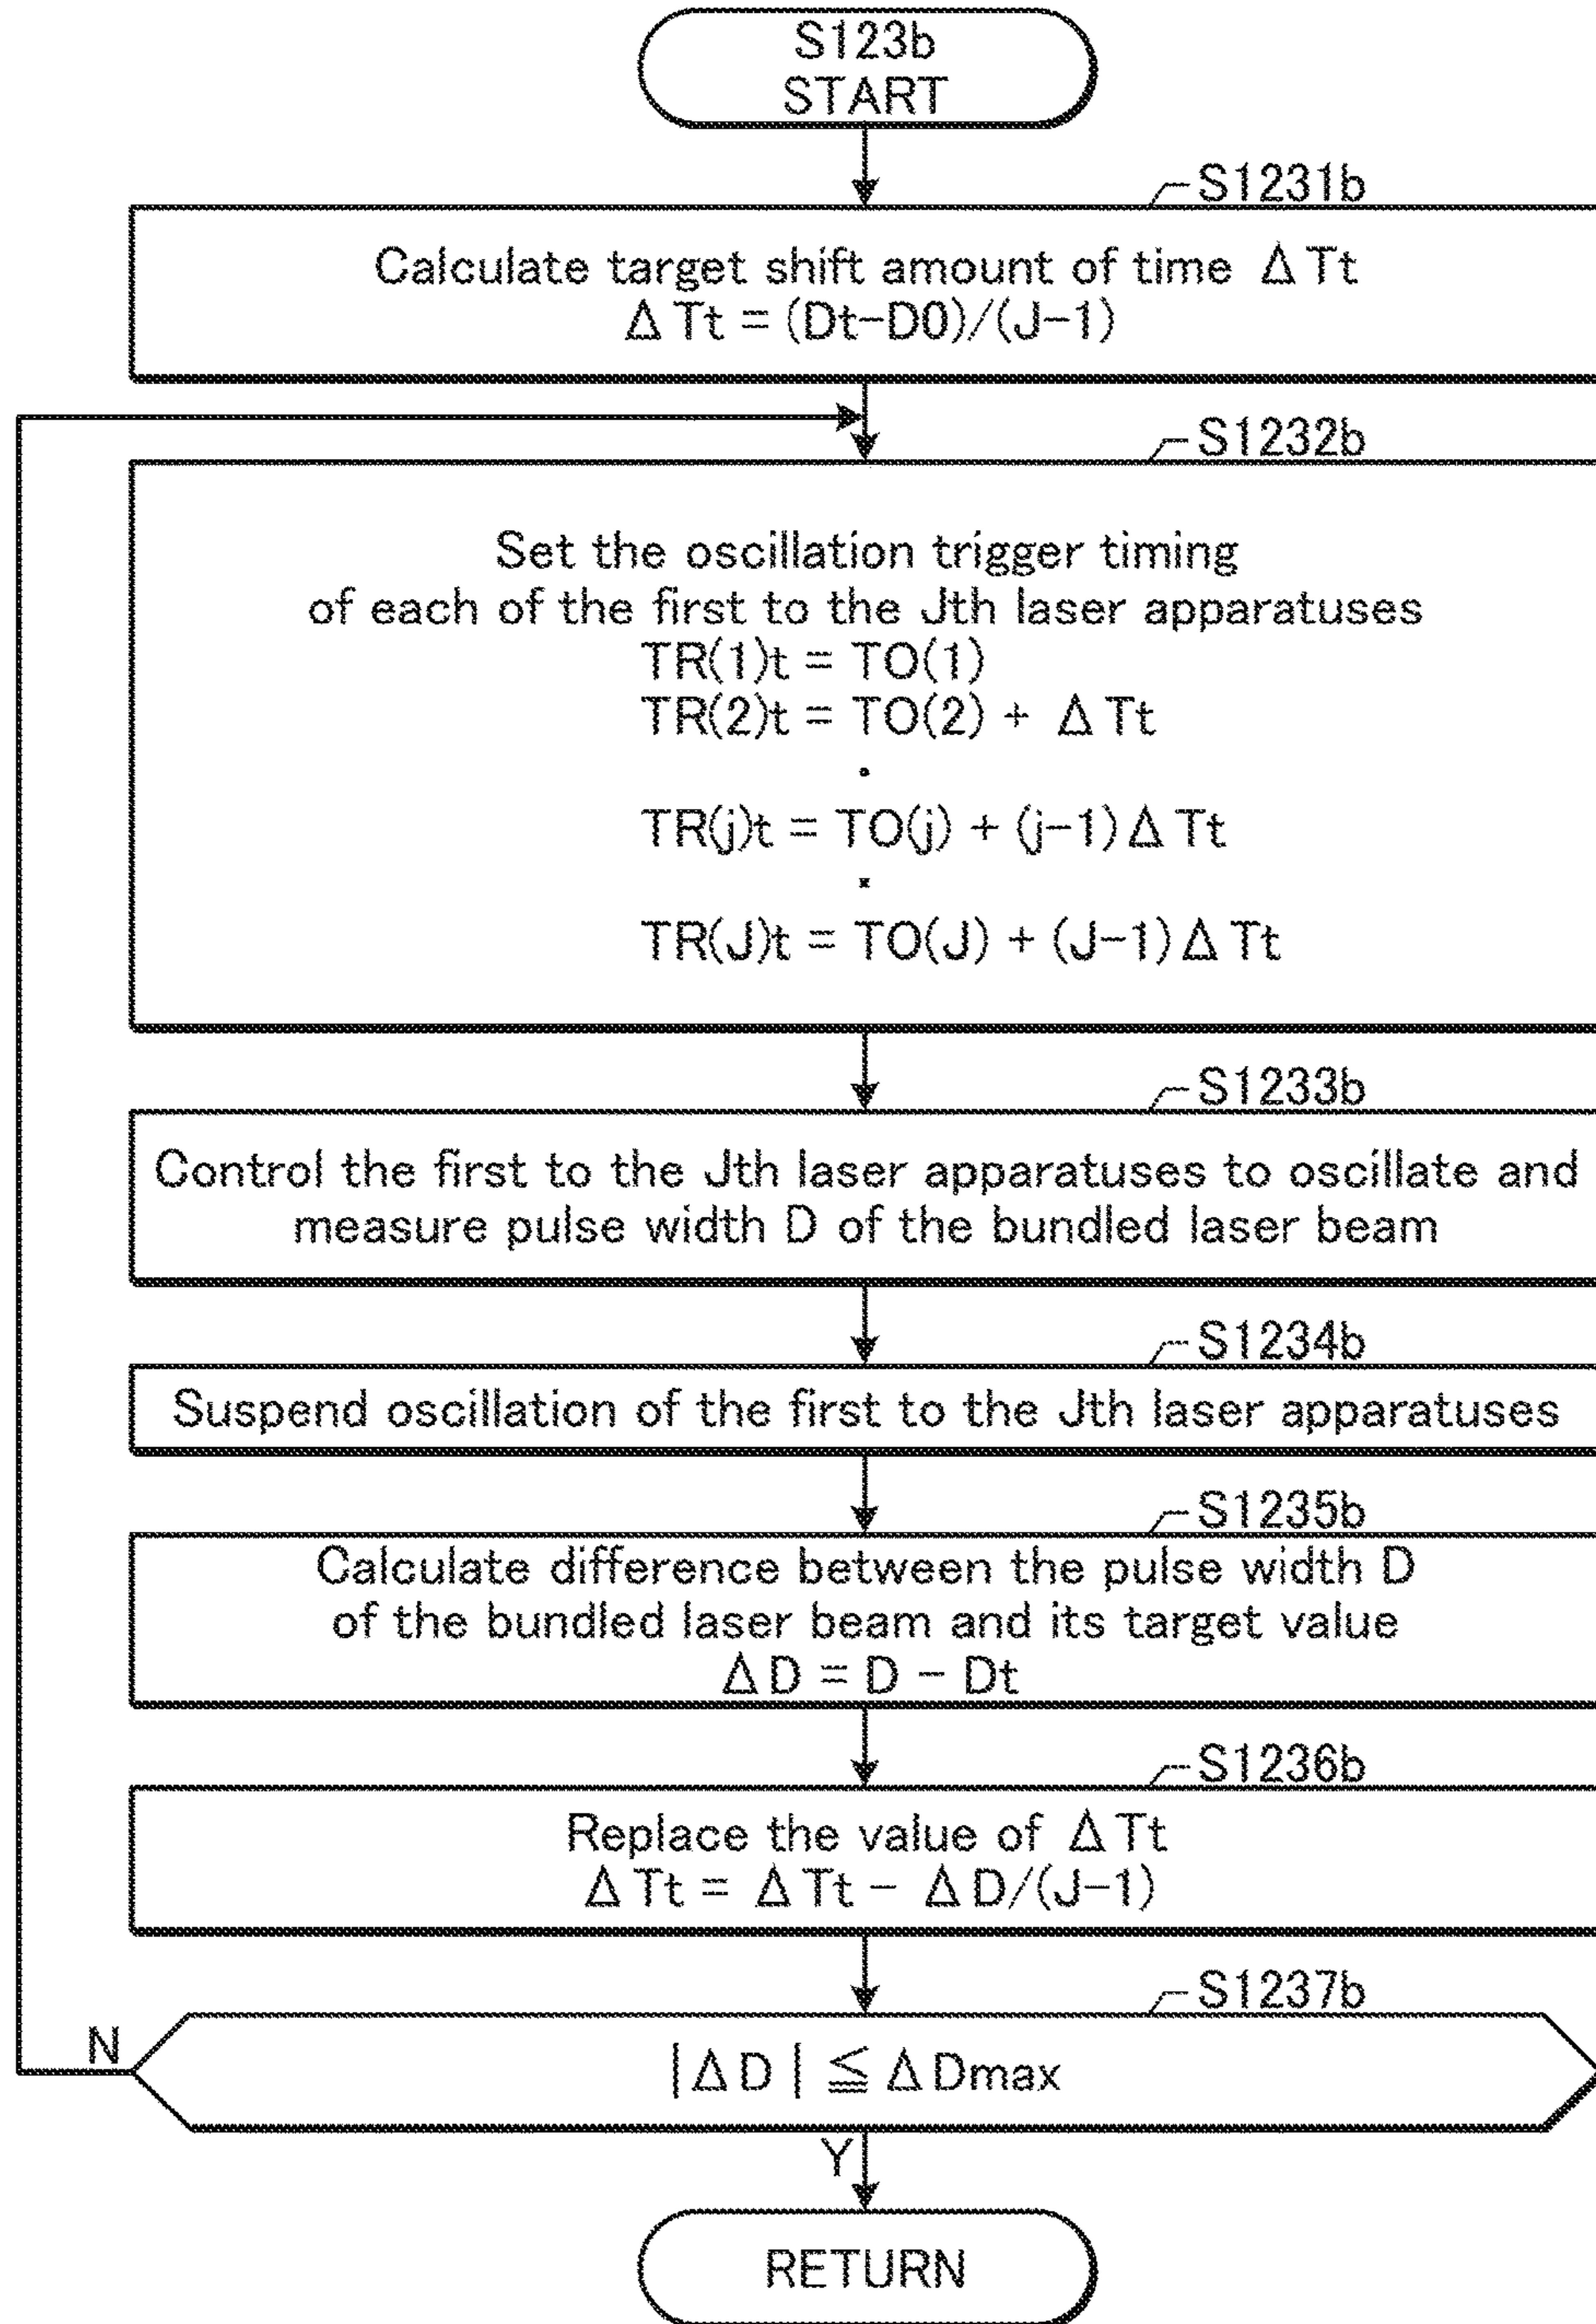 S123b
START
S1231b
Calculate target shift amount of time ΔTt
ΔTt = (Dt-D0)/(J-1)
S1232b
Set the oscillation trigger timing
of each of the first to the Jth laser apparatuses
TR(1)t = TO(1)
TR(2)t = TO(2) + ΔTt
.
TR(j)t = TO(j) + (j-1)ΔTt
.
TR(J)t = TO(J) + (J-1)ΔTt
S1233b
Control the first to the Jth laser apparatuses to oscillate and
measure pulse width D of the bundled laser beam
S1234b
Suspend oscillation of the first to the Jth laser apparatuses
S1235b
Calculate difference between the pulse width D
of the bundled laser beam and its target value
ΔD = D - Dt
S1236b
Replace the value of ΔTt
ΔTt = ΔTt - ΔD/(J-1)
S1237b
N
|ΔD| ≦ ΔDmax
Y
RETURN